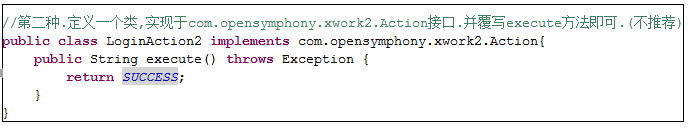 //第二种.定义一个类,实现于com.opensymphony.xwork2.Action接口.并覆写execute方法即可.(不推荐)
public class LoginAction2 implements com.opensymphony.xwork2.Action{
    public String execute() throws Exception {
        return SUCCESS;
    }
}